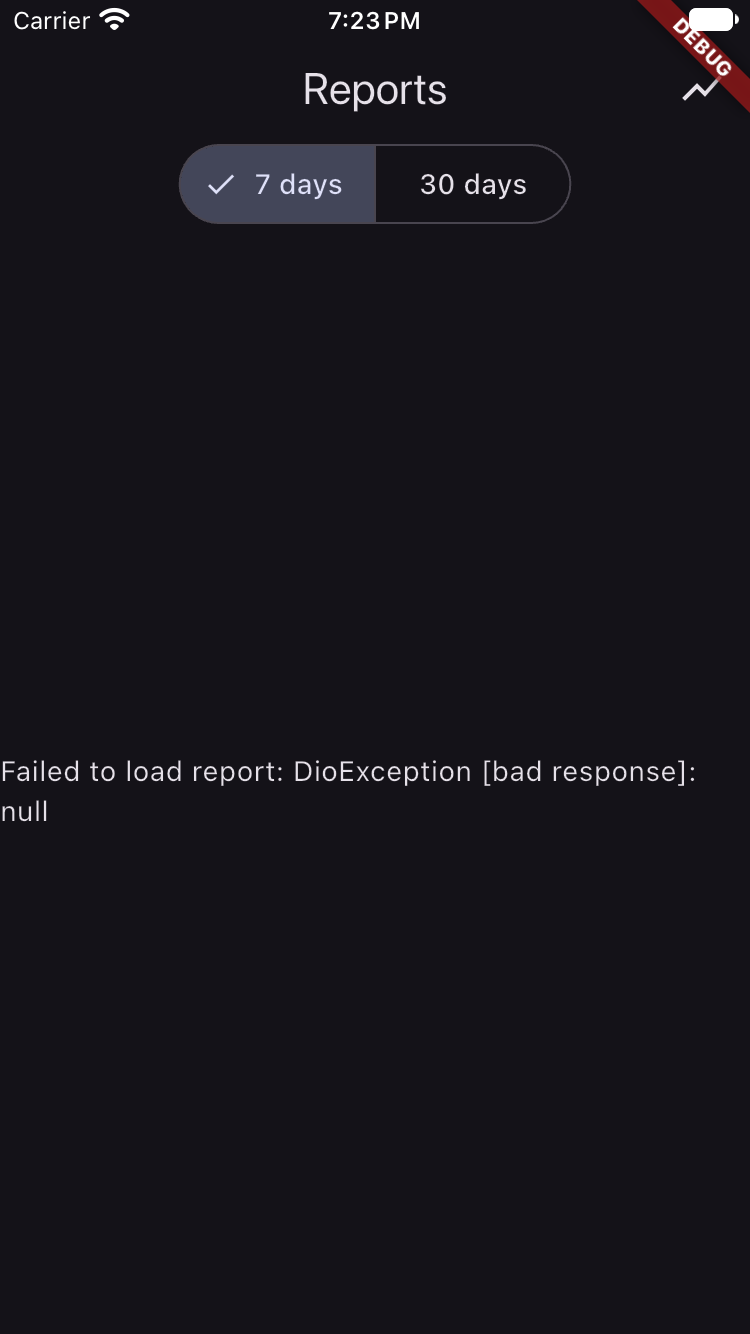 Carrier 7:23 PM
DEBUG
Reports
7 days 30 days
Failed to load report: DioException [bad response]:
null